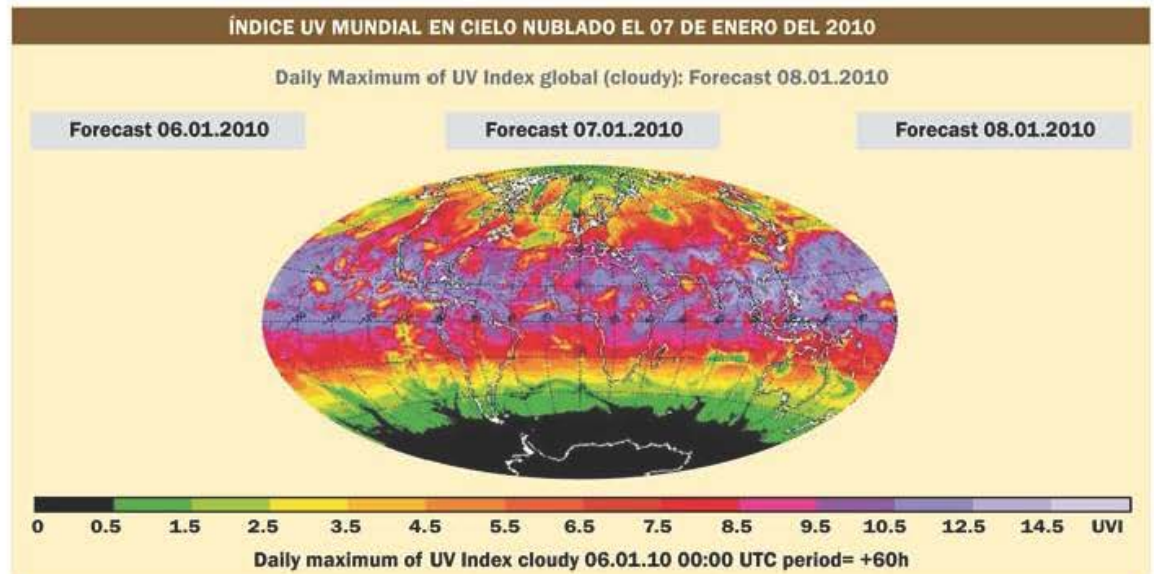 ÍNDICE UV MUNDIAL EN CIELO NUBLADO EL 07 DE ENERO DEL 2010
Daily Maximum of UV Index global (cloudy): Forecast 08.01.2010
Forecast 06.01.2010 Forecast 07.01.2010 Forecast 08.01.2010
0 0.5 1.5 2.5 3.5 4.5 5.5 6.5 7.5 8.5 9.5 10.5 12.5 14.5 UVI
Daily maximum of UV Index cloudy 06.01.10 00:00 UTC period= +60h